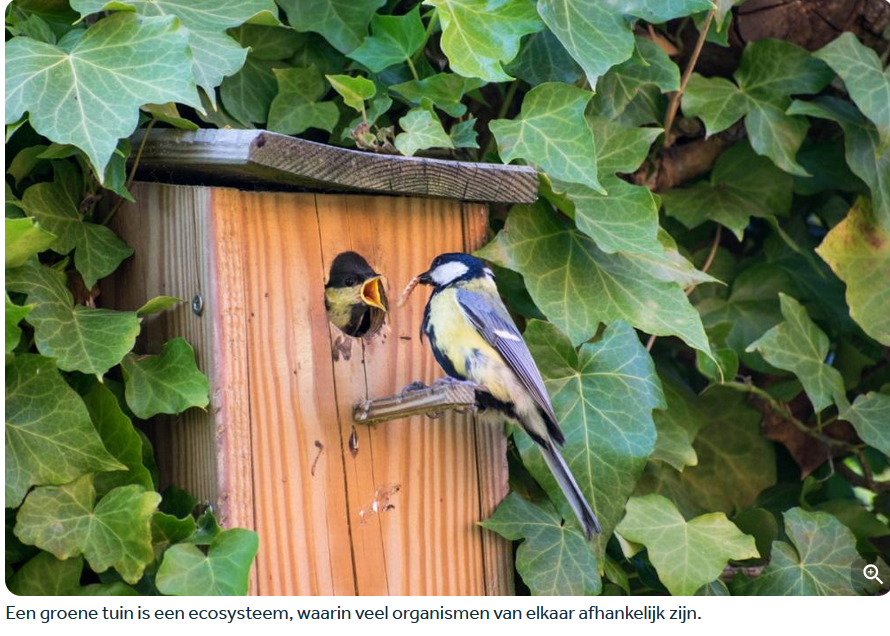 Een groene tuin is een ecosysteem, waarin veel organismen van elkaar afhankelijk zijn.